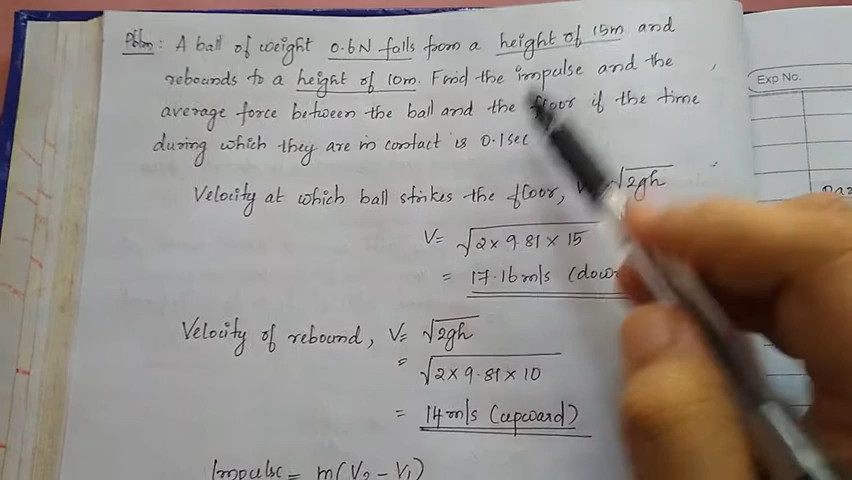 Pblm: A ball of weight 0.6N falls from a height of 15m and
rebounds to a height of 10m. Find the impulse and the
average force between the ball and the floor if the time
during which they are in contact is 0.1sec
Velocity at which ball strikes the floor, √2gh
V= √2×9.81×15
= 17.16m/s (dow
Velocity of rebound, V= √2gh
= √2×9.81×10
= 14m/s (upward)
Impulse = m(V2-V1)
Exp No.